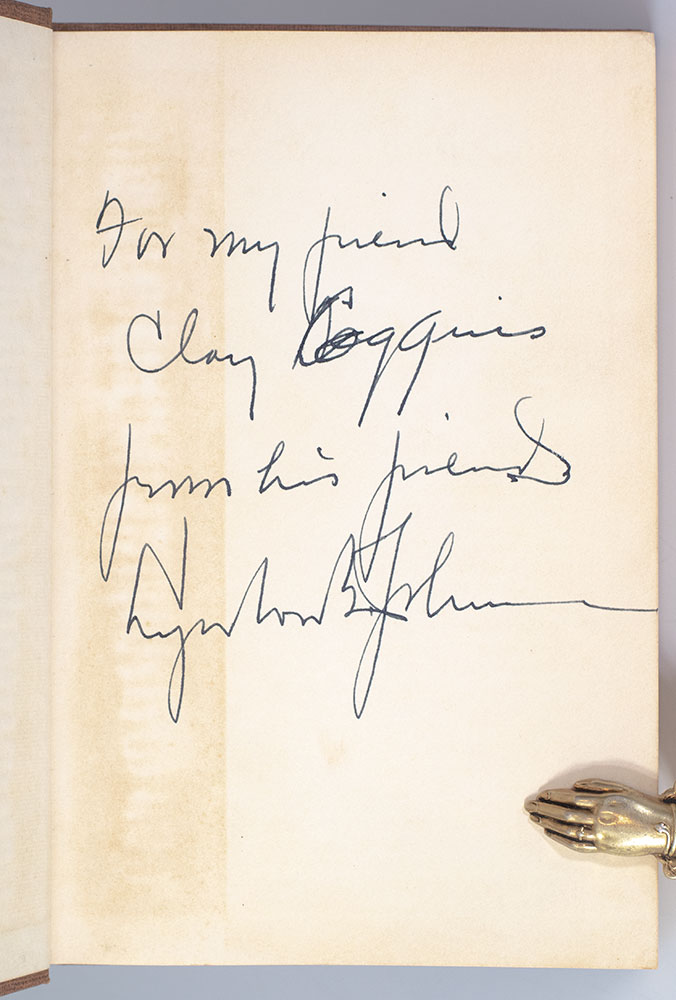 For my friend
Clay Coggins
from his friend
Lyndon B. Johnson